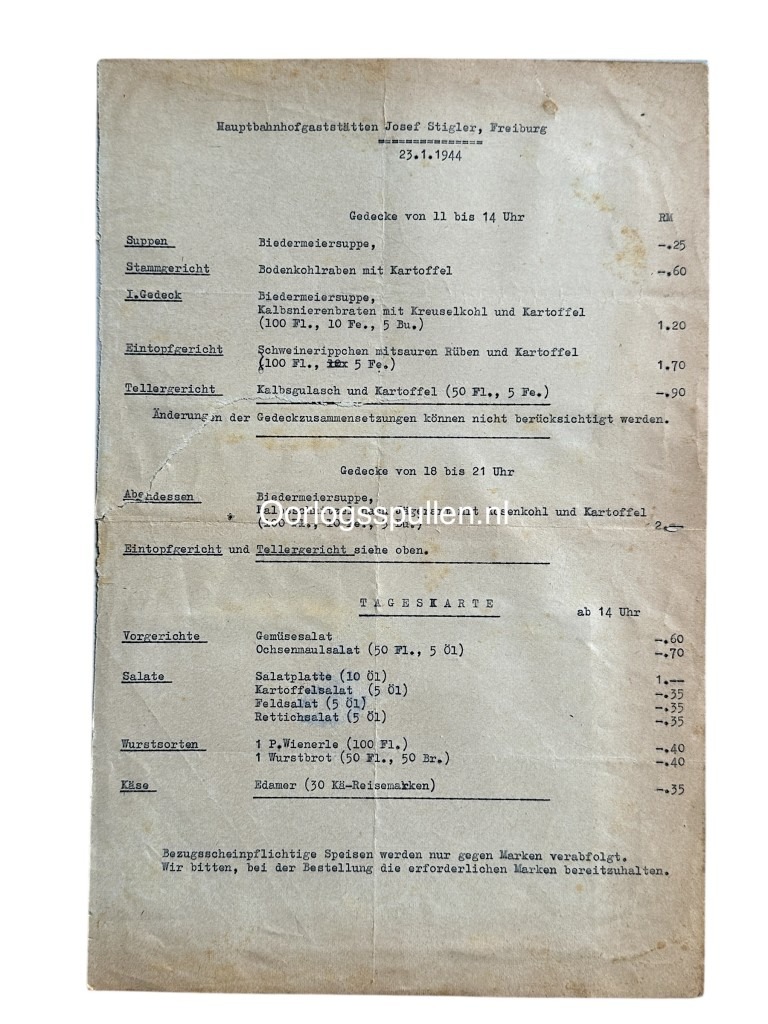 Hauptbahnhofgaststätten Josef Stigler, Freiburg
===============
23.1.1944
Gedecke von 11 bis 14 Uhr RM
Suppen Biedermeiersuppe, -.25
Stammgericht Bodenkohlraben mit Kartoffel -.60
I.Gedeck Biedermeiersuppe,
Kalbsnierenbraten mit Kreuselkohl und Kartoffel
(100 Fl., 10 Fe., 5 Bu.) 1.20
Eintopfgericht Schweinerippchen mitsauren Rüben und Kartoffel
(100 Fl., 5 Fe.) 1.70
Tellergericht Kalbsgulasch und Kartoffel (50 Fl., 5 Fe.) -.90
Änderungen der Gedeckzusammensetzungen können nicht berücksichtigt werden.
Gedecke von 18 bis 21 Uhr
Abendessen Biedermeiersuppe,
nach Jägerart mit Rosenkohl und Kartoffel
Oorlogsspullen.nl
2.--
Eintopfgericht und Tellergericht siehe oben.
TAGESKARTE ab 14 Uhr
Vorgerichte Gemüsesalat -.60
Ochsenmaulsalat (50 Fl., 5 Öl) -.70
Salate Salatplatte (10 Öl) 1.--
Kartoffelsalat (5 Öl) -.35
Feldsalat (5 Öl) -.35
Rettichsalat (5 Öl) -.35
Wurstsorten 1 P.Wienerle (100 Fl.) -.40
1 Wurstbrot (50 Fl., 50 Br.) -.40
Käse Edamer (30 Kä-Reisemarken) -.35
Bezugsscheinpflichtige Speisen werden nur gegen Marken verabfolgt.
Wir bitten, bei der Bestellung die erforderlichen Marken bereitzuhalten.